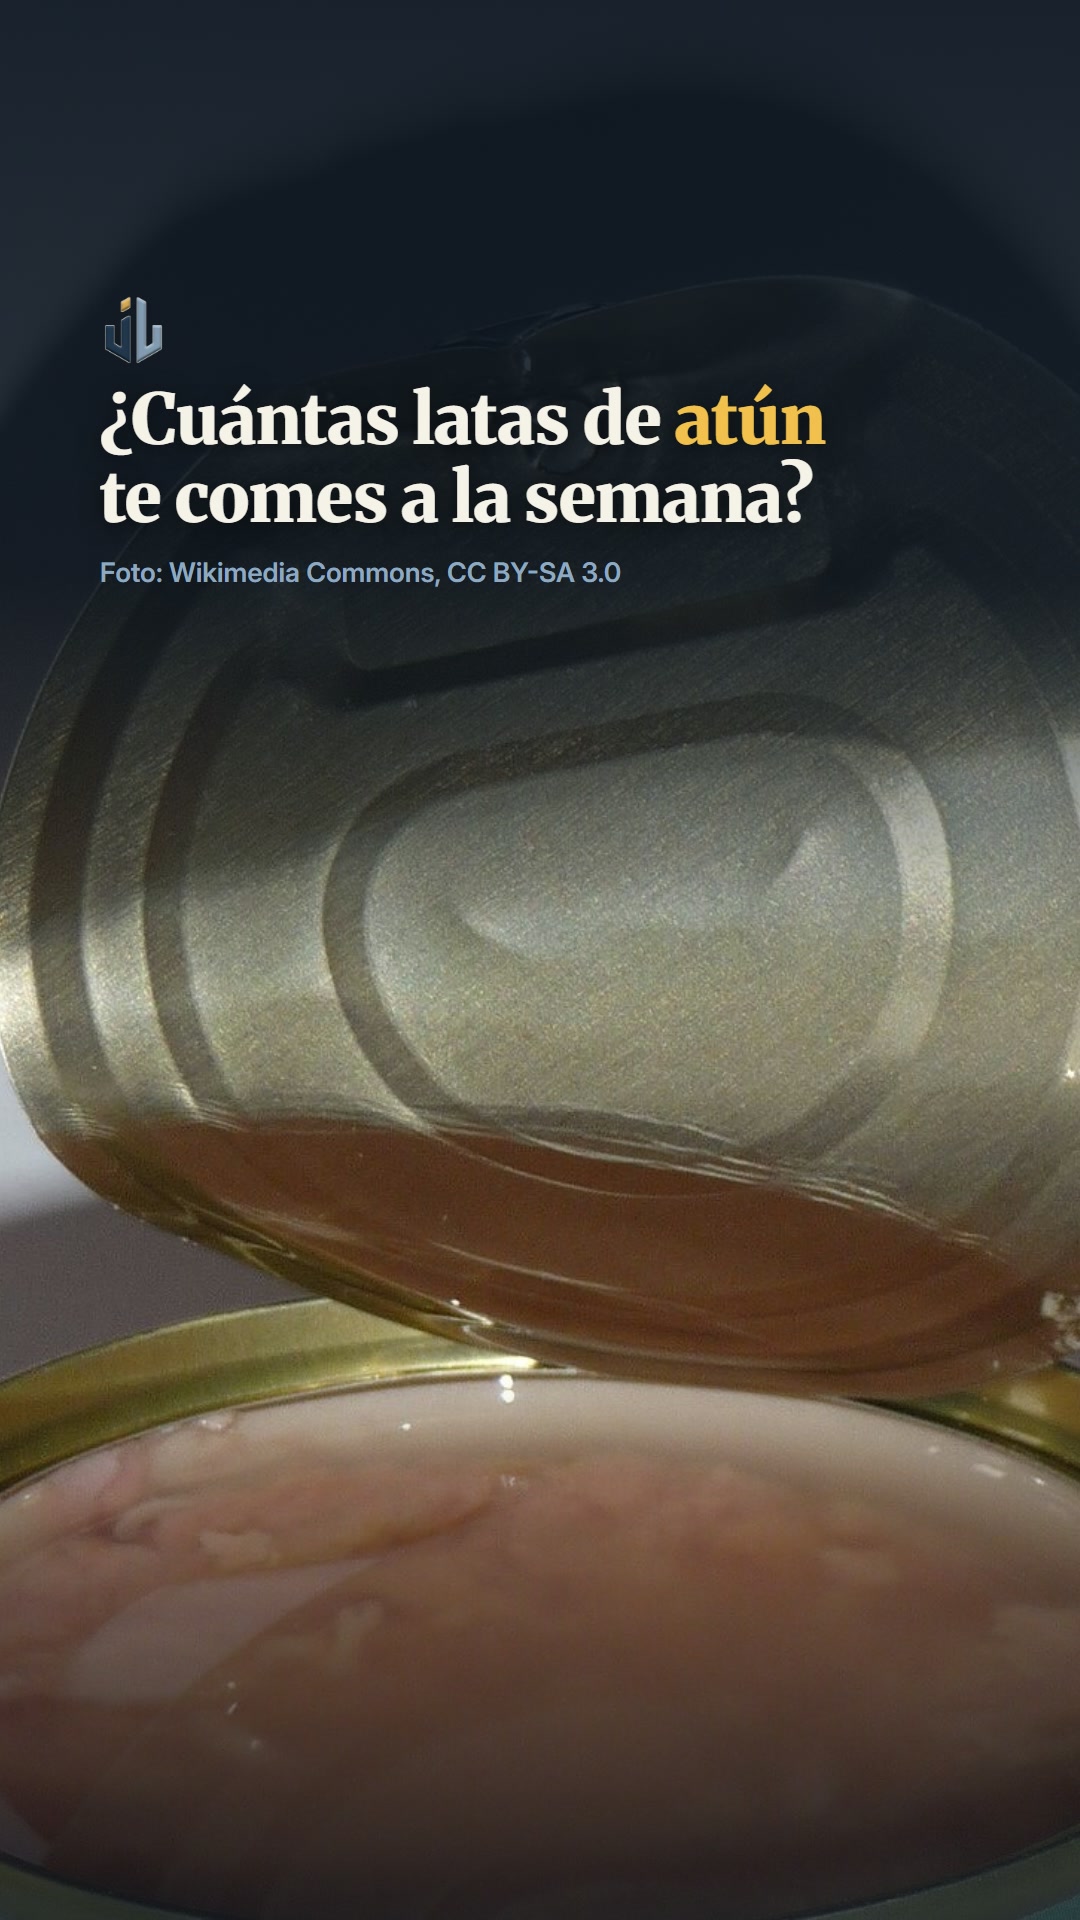 ¿Cuántas latas de atún
te comes a la semana?
Foto: Wikimedia Commons, CC BY-SA 3.0